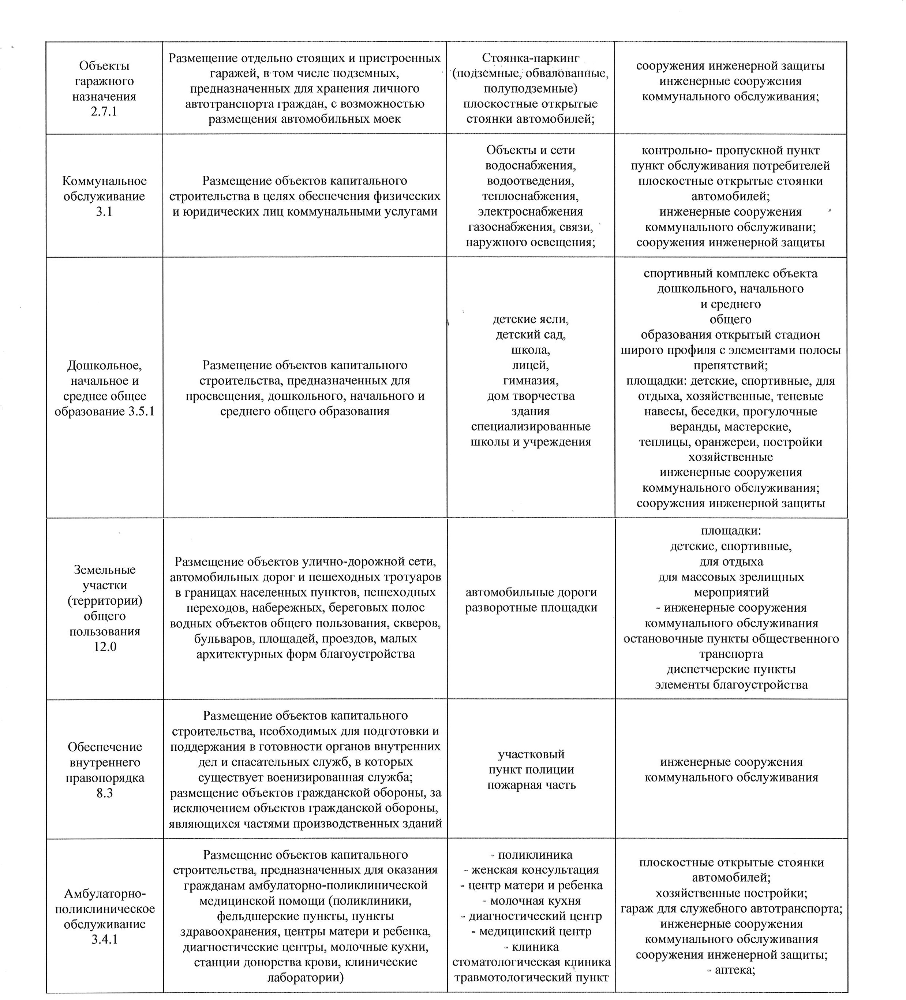 Объекты
гаражного
назначения
2.7.1
Размещение отдельно стоящих и пристроенных
гаражей, в том числе подземных,
предназначенных для хранения личного
автотранспорта граждан, с возможностью
размещения автомобильных моек
Стоянка-паркинг
(подземные, обвалованные,
полуподземные)
плоскостные открытые
стоянки автомобилей;
сооружения инженерной защиты
инженерные сооружения
коммунального обслуживания;
Коммунальное
обслуживание
3.1
Размещение объектов капитального
строительства в целях обеспечения физических
и юридических лиц коммунальными услугами
Объекты и сети
водоснабжения,
водоотведения,
теплоснабжения,
электроснабжения
газоснабжения, связи,
наружного освещения;
контрольно- пропускной пункт
пункт обслуживания потребителей
плоскостные открытые стоянки
автомобилей;
инженерные сооружения
коммунального обслуживани;
сооружения инженерной защиты
Дошкольное,
начальное и
среднее общее
образование 3.5.1
Размещение объектов капитального
строительства, предназначенных для
просвещения, дошкольного, начального и
среднего общего образования
детские ясли,
детский сад,
школа,
лицей,
гимназия,
дом творчества
здания
специализированные
школы и учреждения
спортивный комплекс объекта
дошкольного, начального
и среднего
общего
образования открытый стадион
широго профиля с элементами полосы
препятствий;
площадки: детские, спортивные, для
отдыха, хозяйственные, теневые
навесы, беседки, прогулочные
веранды, мастерские,
теплицы, оранжереи, постройки
хозяйственные
инженерные сооружения
коммунального обслуживания;
сооружения инженерной защиты
Земельные
участки
(территории)
общего
пользования
12.0
Размещение объектов улично-дорожной сети,
автомобильных дорог и пешеходных тротуаров
в границах населенных пунктов, пешеходных
переходов, набережных, береговых полос
водных объектов общего пользования, скверов,
бульваров, площадей, проездов, малых
архитектурных форм благоустройства
автомобильные дороги
разворотные площадки
площадки:
детские, спортивные,
для отдыха
для массовых зрелищных
мероприятий
- инженерные сооружения
коммунального обслуживания
остановочные пункты общественного
транспорта
диспетчерские пункты
элементы благоустройства
Обеспечение
внутреннего
правопорядка
8.3
Размещение объектов капитального
строительства, необходимых для подготовки и
поддержания в готовности органов внутренних
дел и спасательных служб, в которых
существует военизированная служба;
размещение объектов гражданской обороны, за
исключением объектов гражданской обороны,
являющихся частями производственных зданий
участковый
пункт полиции
пожарная часть
инженерные сооружения
коммунального обслуживания
Амбулаторно-
поликлиническое
обслуживание
3.4.1
Размещение объектов капитального
строительства, предназначенных для оказания
гражданам амбулаторно-поликлинической
медицинской помощи (поликлиники,
фельдшерские пункты, пункты
здравоохранения, центры матери и ребенка,
диагностические центры, молочные кухни,
станции донорства крови, клинические
лаборатории)
- поликлиника
- женская консультация
- центр матери и ребенка
- молочная кухня
- диагностический центр
- медицинский центр
- клиника
стоматологическая клиника
травмотологический пункт
плоскостные открытые стоянки
автомобилей;
хозяйственные постройки;
гараж для служебного автотранспорта;
инженерные сооружения
коммунального обслуживания
сооружения инженерной защиты;
- аптека;